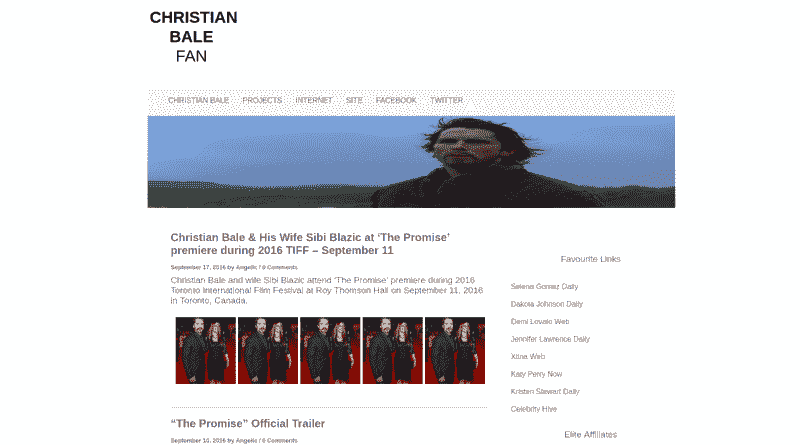 CHRISTIAN
BALE
FAN
CHRISTIAN BALE PROJECTS INTERNET SITE FACEBOOK TWITTER
Christian Bale & His Wife Sibi Blazic at ‘The Promise’
premiere during 2016 TIFF – September 11
September 17, 2016 by Angelic / 0 Comments
Christian Bale and wife Sibi Blazic attend ‘The Promise’ premiere during 2016
Toronto International Film Festival at Roy Thomson Hall on September 11, 2016
in Toronto, Canada.
“The Promise” Official Trailer
September 10, 2016 by Angelic / 0 Comments
Favourite Links
Selena Gomez Daily
Dakota Johnson Daily
Demi Lovato Web
Jennifer Lawrence Daily
Xtina Web
Katy Perry Now
Kristen Stewart Daily
Celebrity Hive
Elite Affiliates